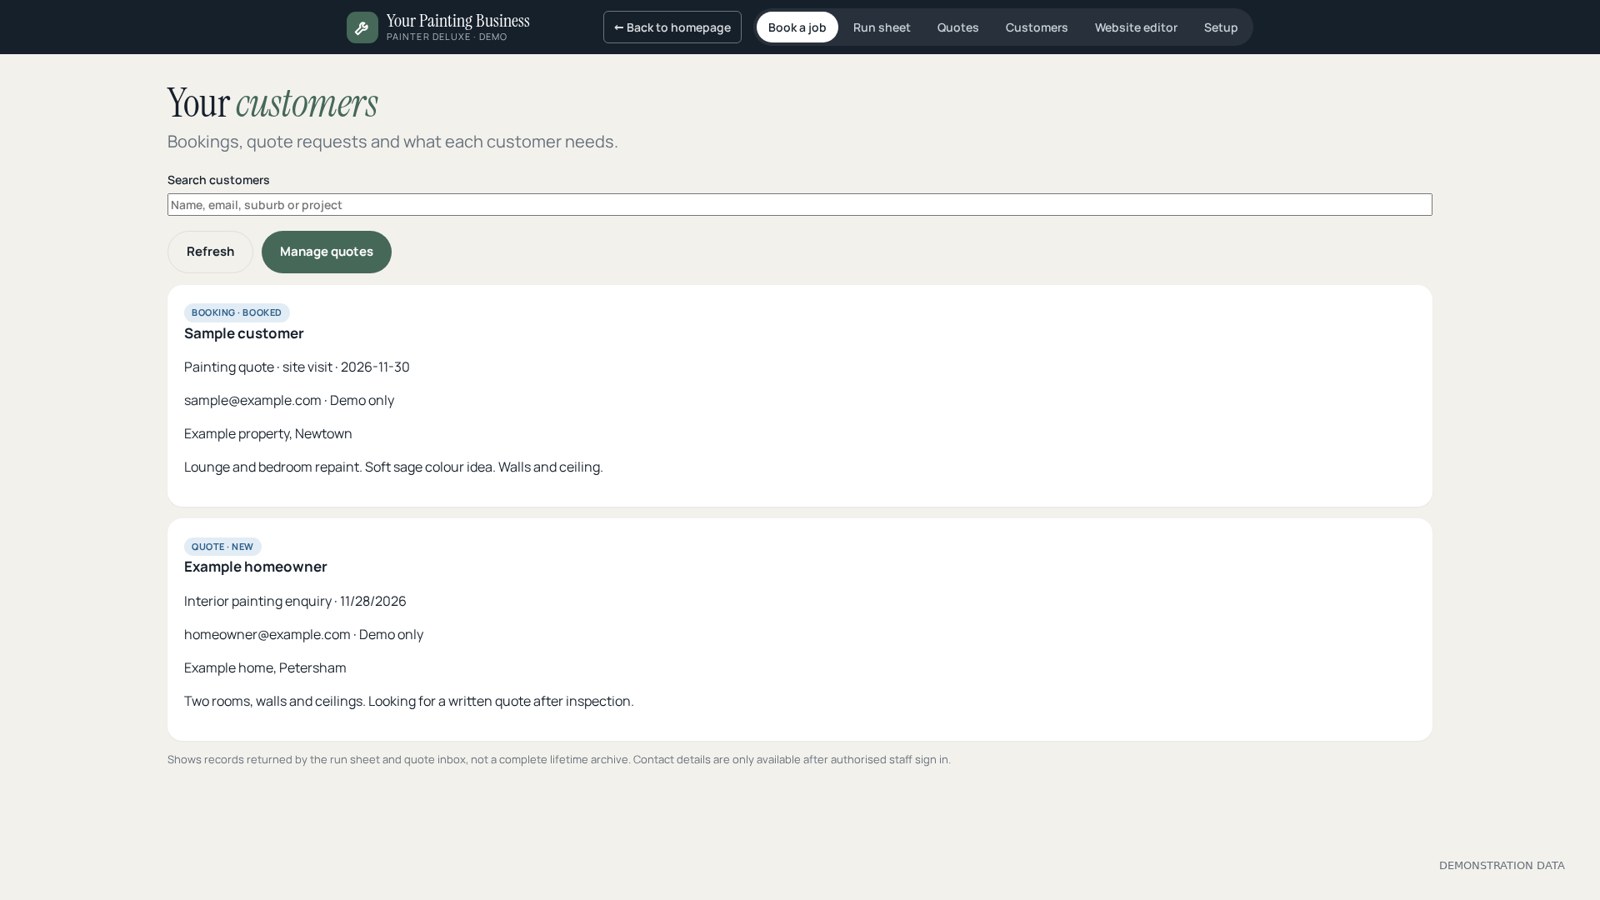 Your Painting Business
PAINTER DELUXE · DEMO
← Back to homepage
Book a job
Run sheet
Quotes
Customers
Website editor
Setup
Your customers
Bookings, quote requests and what each customer needs.
Search customers
Name, email, suburb or project
Refresh
Manage quotes
BOOKING · BOOKED
Sample customer
Painting quote · site visit · 2026-11-30
sample@example.com · Demo only
Example property, Newtown
Lounge and bedroom repaint. Soft sage colour idea. Walls and ceiling.
QUOTE · NEW
Example homeowner
Interior painting enquiry · 11/28/2026
homeowner@example.com · Demo only
Example home, Petersham
Two rooms, walls and ceilings. Looking for a written quote after inspection.
Shows records returned by the run sheet and quote inbox, not a complete lifetime archive. Contact details are only available after authorised staff sign in.
DEMONSTRATION DATA